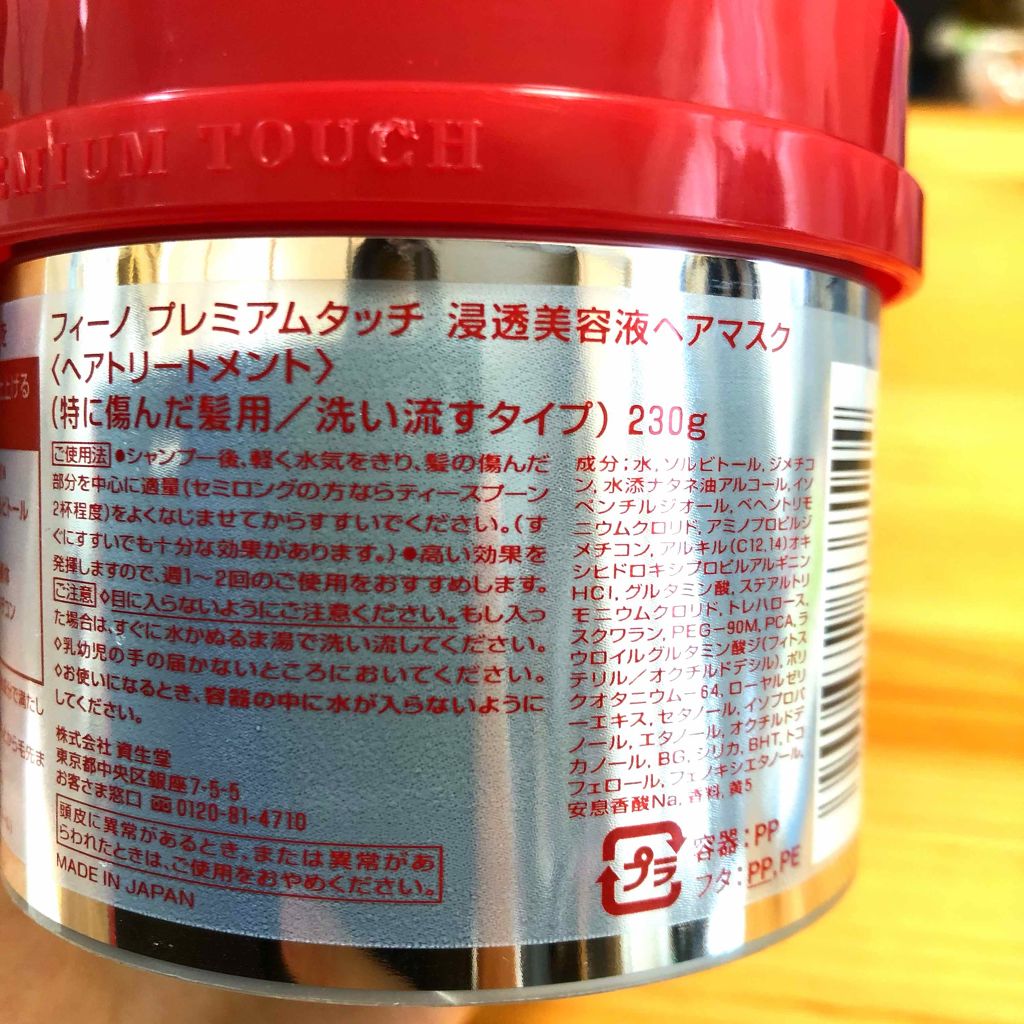 PREMIUM TOUCH
フィーノ プレミアムタッチ 浸透美容液ヘアマスク
〈ヘアトリートメント〉
(特に傷んだ髪用/洗い流すタイプ) 230g
ご使用法 ●シャンプー後、軽く水気をきり、髪の傷んだ
部分を中心に適量(セミロングの方ならティースプーン
2杯程度)をよくなじませてからすすいでください。(す
ぐにすすいでも十分な効果があります。)●高い効果を
発揮しますので、週1~2回のご使用をおすすめします。
ご注意 ◊目に入らないようにご注意ください。もし入っ
た場合は、すぐに水かぬるま湯で洗い流してください。
◊乳幼児の手の届かないところにおいてください。
◊お使いになるとき、容器の中に水が入らないように
してください。
株式会社 資生堂
東京都中央区銀座7-5-5
お客さま窓口 ☎0120-81-4710
頭皮に異常があるとき、または異常があ
らわれたときは、ご使用をおやめください。
MADE IN JAPAN
成分;水,ソルビトール,ジメチコ
ン,水添ナタネ油アルコール,イソ
ペンチルジオール,ベヘントリモ
ニウムクロリド,アミノプロピルジ
メチコン,アルキル(C12,14)オキ
シヒドロキシプロピルアルギニン
HCl,グルタミン酸,ステアルトリ
モニウムクロリド,トレハロース,
スクワラン,PEG-90M,PCA,ラ
ウロイルグルタミン酸ジ(フィトス
テリル/オクチルドデシル),ポリ
クオタニウム-64,ローヤルゼリ
ーエキス,セタノール,イソプロパ
ノール,エタノール,オクチルドデ
カノール,BG,シリカ,BHT,トコ
フェロール,フェノキシエタノール,
安息香酸Na,香料,黄5
プラ
容器:PP
フタ:PP,PE